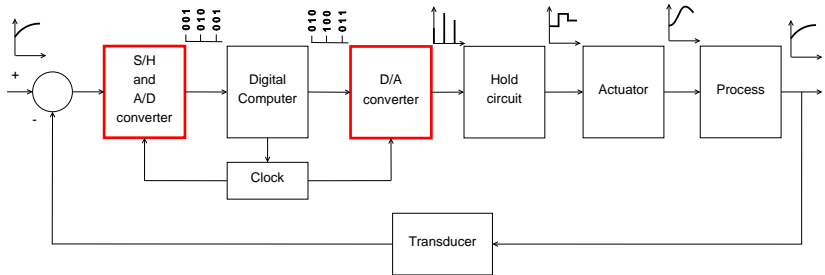 001
010
001
010
100
011
+
-
S/H
and
A/D
converter
Digital
Computer
D/A
converter
Hold
circuit
Actuator
Process
Clock
Transducer